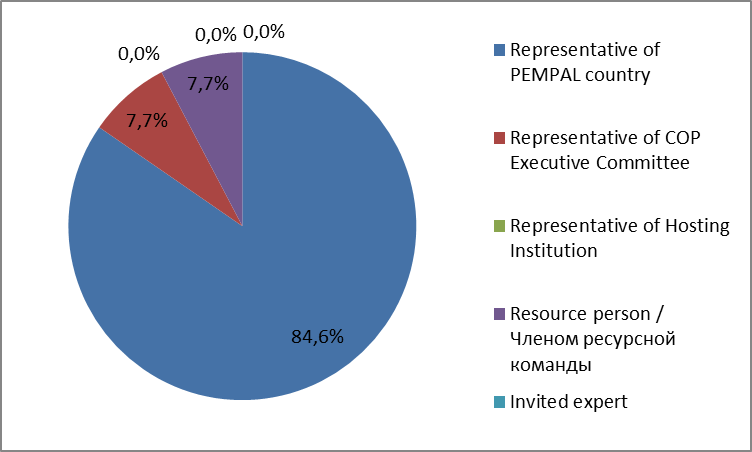 0,0% 0,0%
0,0%
7,7%
7,7%
84,6%
Representative of
PEMPAL country
Representative of COP
Executive Committee
Representative of Hosting
Institution
Resource person /
Членом ресурсной
команды
Invited expert